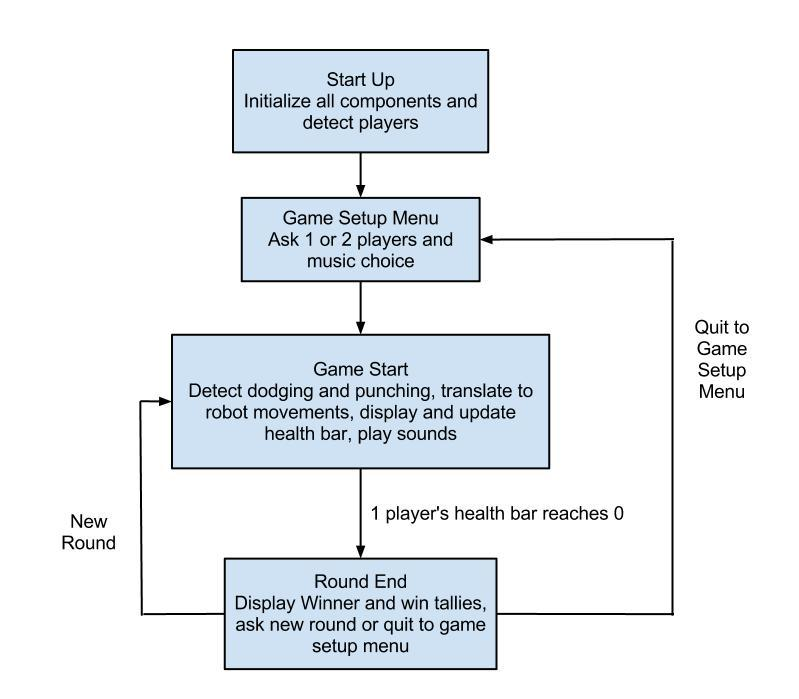 Start Up
Initialize all components and
detect players
Game Setup Menu
Ask 1 or 2 players and
music choice
Quit to
Game
Setup
Menu
Game Start
Detect dodging and punching, translate to
robot movements, display and update
health bar, play sounds
1 player's health bar reaches 0
New
Round
Round End
Display Winner and win tallies,
ask new round or quit to game
setup menu